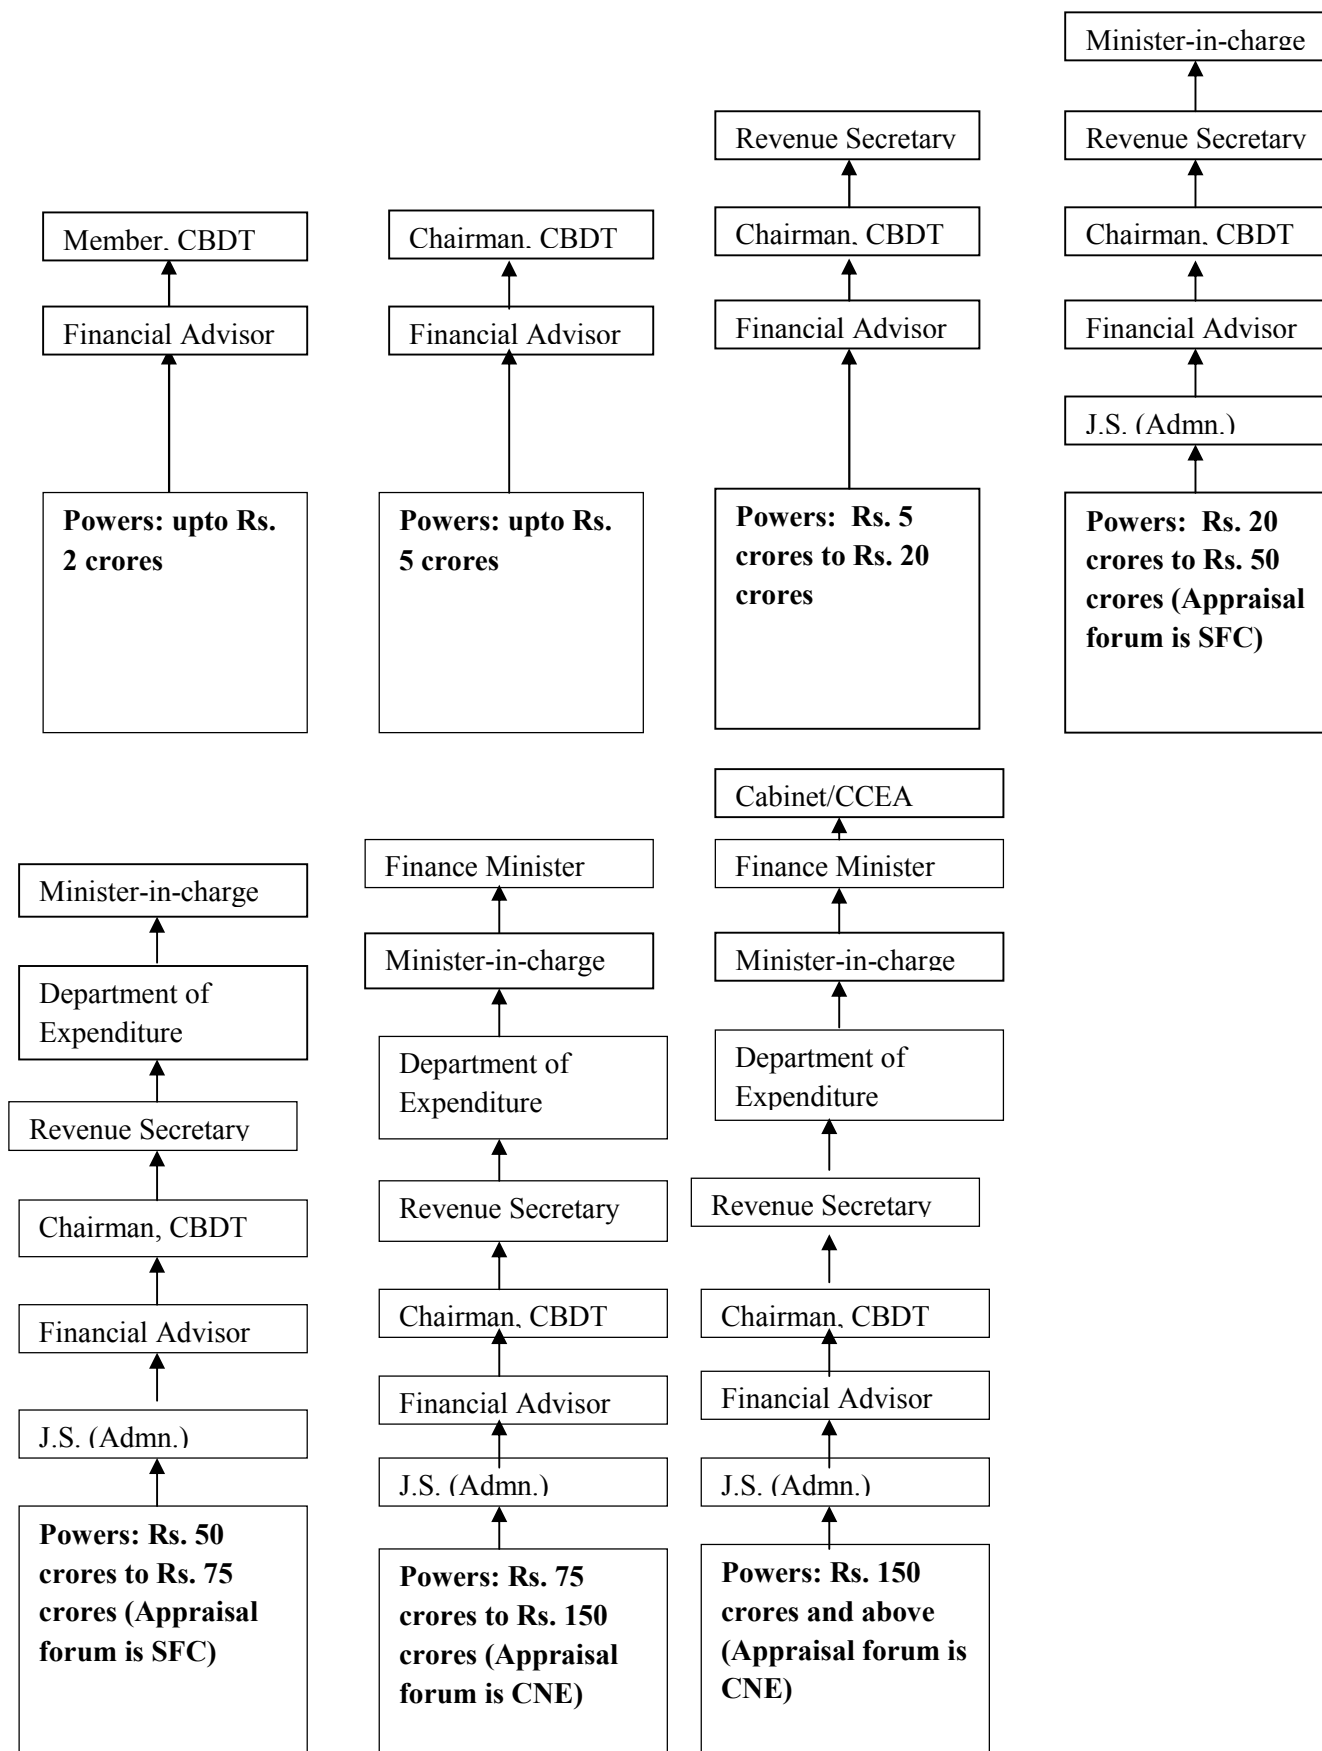 Minister-in-charge
Revenue Secretary
Revenue Secretary
Member, CBDT
Chairman, CBDT
Chairman, CBDT
Chairman, CBDT
Financial Advisor
Financial Advisor
Financial Advisor
Financial Advisor
J.S. (Admn.)
Powers: upto Rs.
2 crores
Powers: upto Rs.
5 crores
Powers: Rs. 5
crores to Rs. 20
crores
Powers: Rs. 20
crores to Rs. 50
crores (Appraisal
forum is SFC)
Minister-in-charge
Department of
Expenditure
Revenue Secretary
Chairman, CBDT
Financial Advisor
J.S. (Admn.)
Powers: Rs. 50
crores to Rs. 75
crores (Appraisal
forum is SFC)
Finance Minister
Minister-in-charge
Department of
Expenditure
Revenue Secretary
Chairman, CBDT
Financial Advisor
J.S. (Admn.)
Powers: Rs. 75
crores to Rs. 150
crores (Appraisal
forum is CNE)
Cabinet/CCEA
Finance Minister
Minister-in-charge
Department of
Expenditure
Revenue Secretary
Chairman, CBDT
Financial Advisor
J.S. (Admn.)
Powers: Rs. 150
crores and above
(Appraisal forum is
CNE)